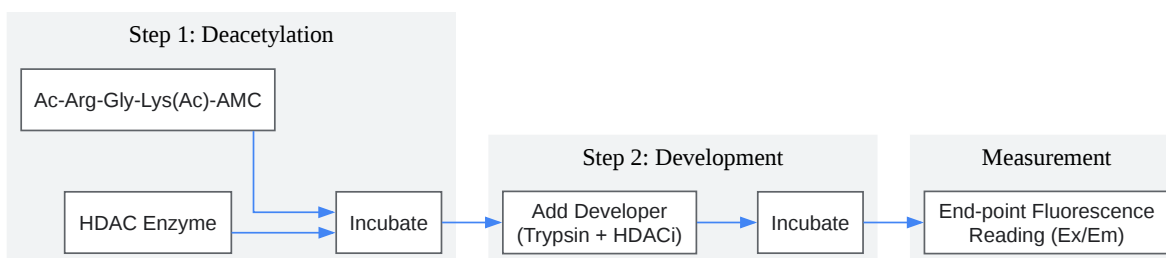 Step 1: Deacetylation
Ac-Arg-Gly-Lys(Ac)-AMC
HDAC Enzyme
Incubate
Step 2: Development
Add Developer
(Trypsin + HDACi)
Incubate
Measurement
End-point Fluorescence
Reading (Ex/Em)